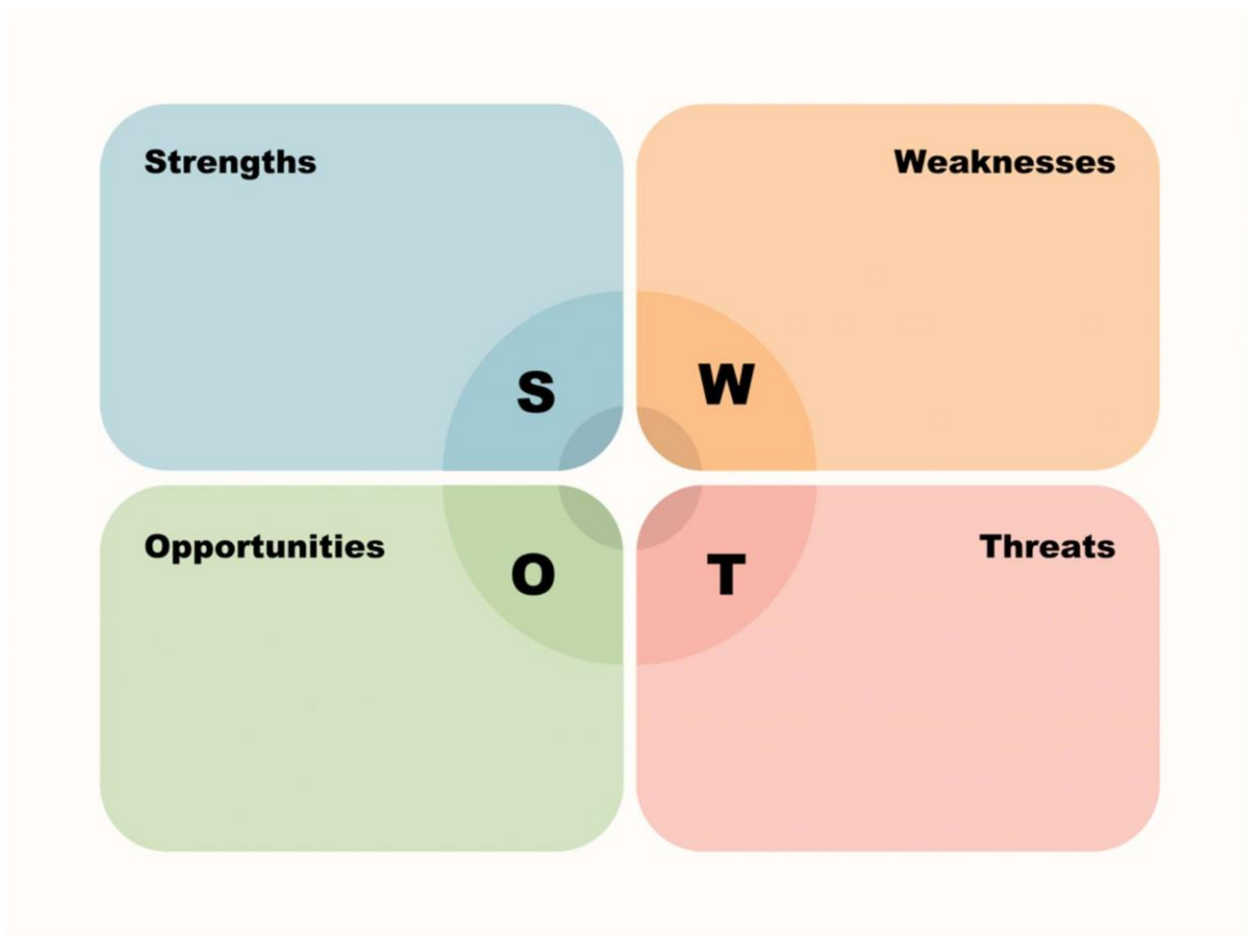 Strengths
Weaknesses
S
W
Opportunities
Threats
O
T